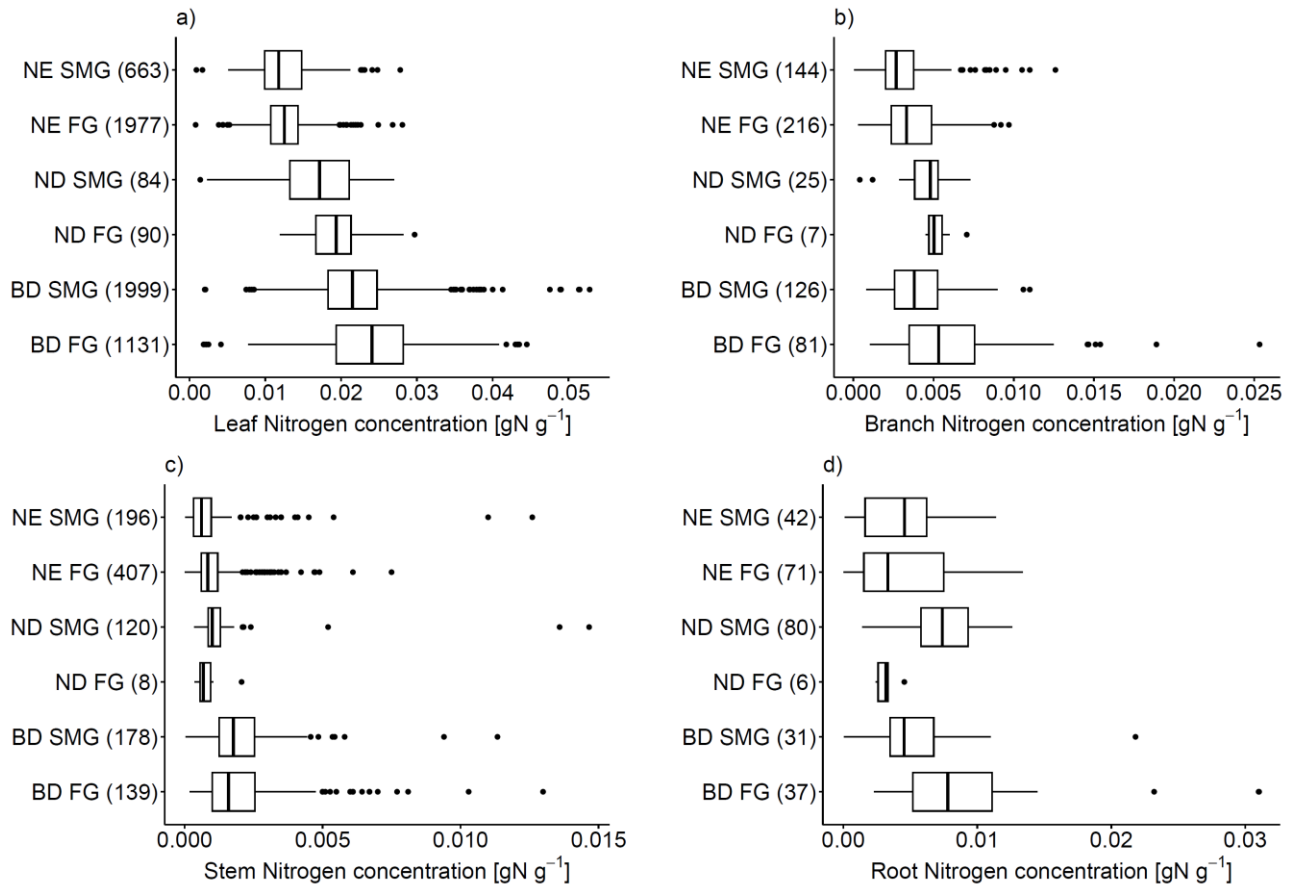 a)
NE SMG (663)
NE FG (1977)
ND SMG (84)
ND FG (90)
BD SMG (1999)
BD FG (1131)
0.00 0.01 0.02 0.03 0.04 0.05
Leaf Nitrogen concentration [gN g⁻¹]
b)
NE SMG (144)
NE FG (216)
ND SMG (25)
ND FG (7)
BD SMG (126)
BD FG (81)
0.000 0.005 0.010 0.015 0.020 0.025
Branch Nitrogen concentration [gN g⁻¹]
c)
NE SMG (196)
NE FG (407)
ND SMG (120)
ND FG (8)
BD SMG (178)
BD FG (139)
0.000 0.005 0.010 0.015
Stem Nitrogen concentration [gN g⁻¹]
d)
NE SMG (42)
NE FG (71)
ND SMG (80)
ND FG (6)
BD SMG (31)
BD FG (37)
0.00 0.01 0.02 0.03
Root Nitrogen concentration [gN g⁻¹]